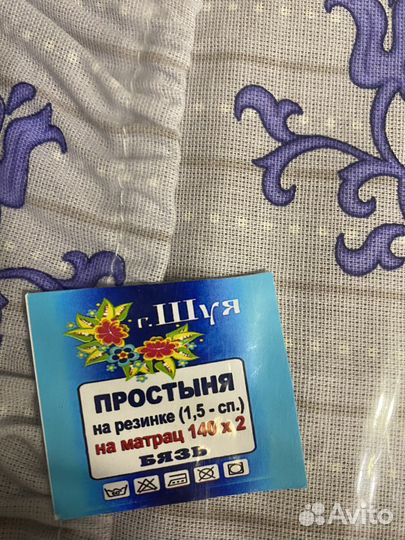 г. Шуя
ПРОСТЫНЯ
на резинке (1,5 - сп.)
на матрац 140 х 2
БЯЗЬ
Avito